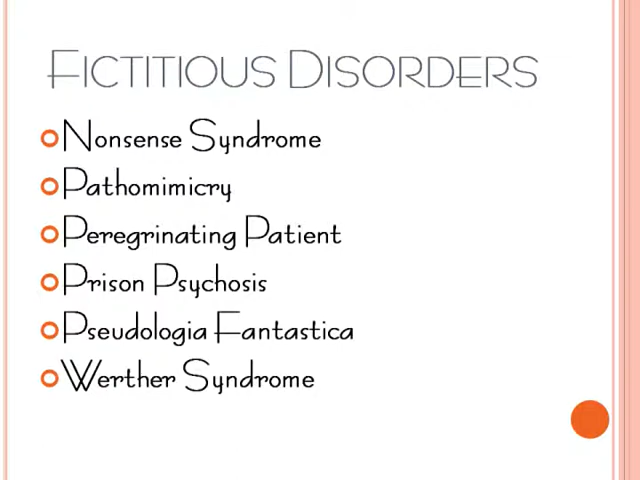 Fictitious Disorders
Nonsense Syndrome
Pathomimicry
Peregrinating Patient
Prison Psychosis
Pseudologia Fantastica
Werther Syndrome